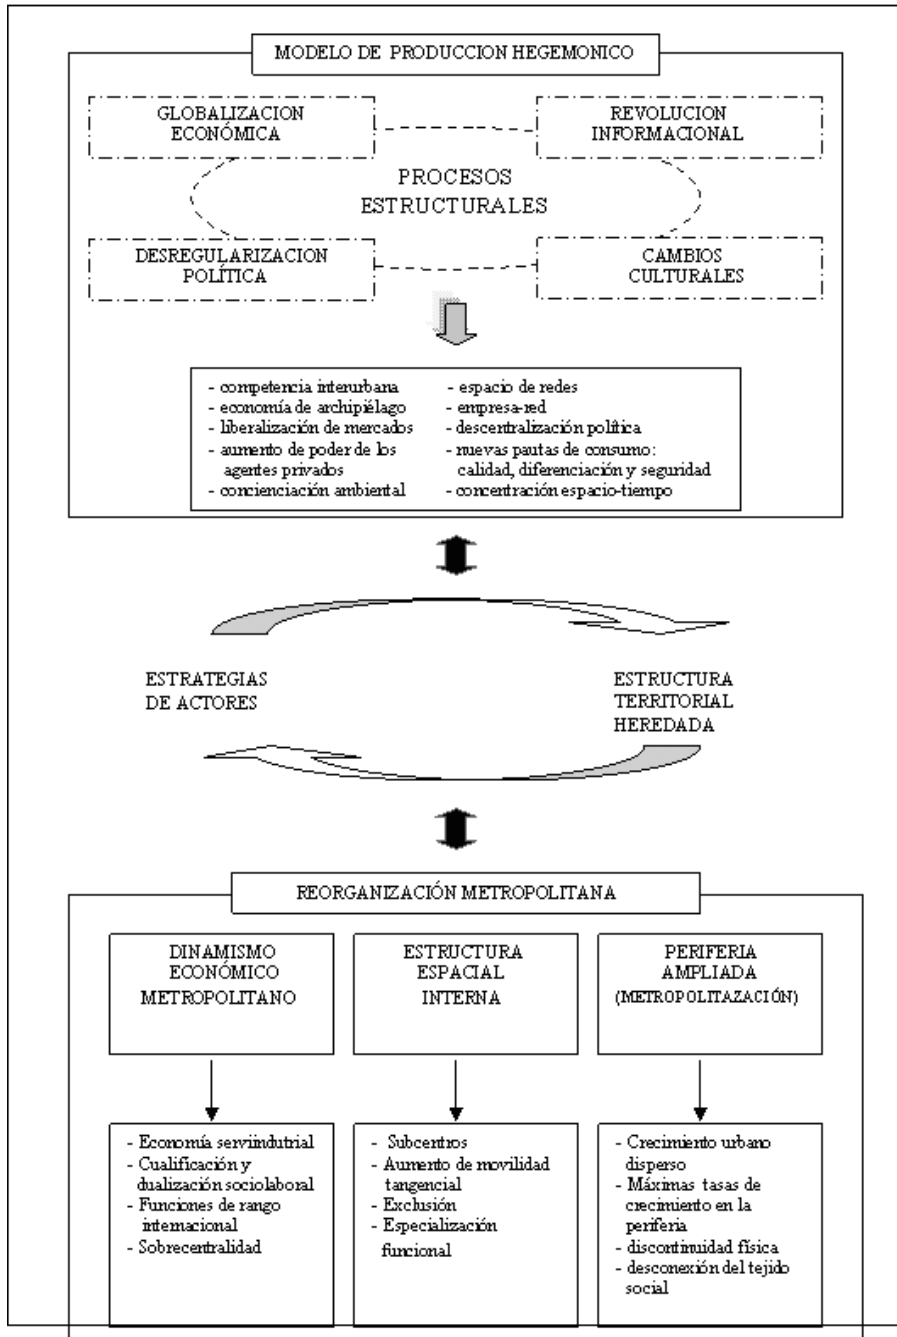 MODELO DE PRODUCCION HEGEMONICO
GLOBALIZACION
ECONÓMICA
REVOLUCION
INFORMACIONAL
PROCESOS
ESTRUCTURALES
DESREGULARIZACION
POLÍTICA
CAMBIOS
CULTURALES
- competencia interurbana
- economía de archipiélago
- liberalización de mercados
- aumento de poder de los
agentes privados
- concienciación ambiental
- espacio de redes
- empresa-red
- descentralización política
- nuevas pautas de consumo:
calidad, diferenciación y seguridad
- concentración espacio-tiempo
ESTRATEGIAS
DE ACTORES
ESTRUCTURA
TERRITORIAL
HEREDADA
REORGANIZACIÓN METROPOLITANA
DINAMISMO
ECONÓMICO
METROPOLITANO
ESTRUCTURA
ESPACIAL
INTERNA
PERIFERIA
AMPLIADA
(METROPOLITAZACIÓN)
- Economía serviindutrial
- Cualificación y
dualización sociolaboral
- Funciones de rango
internacional
- Sobrecentralidad
- Subcentros
- Aumento de movilidad
tangencial
- Exclusión
- Especialización
funcional
- Crecimiento urbano
disperso
- Máximas tasas de
crecimiento en la
periferia
- discontinuidad física
- desconexión del tejido
social